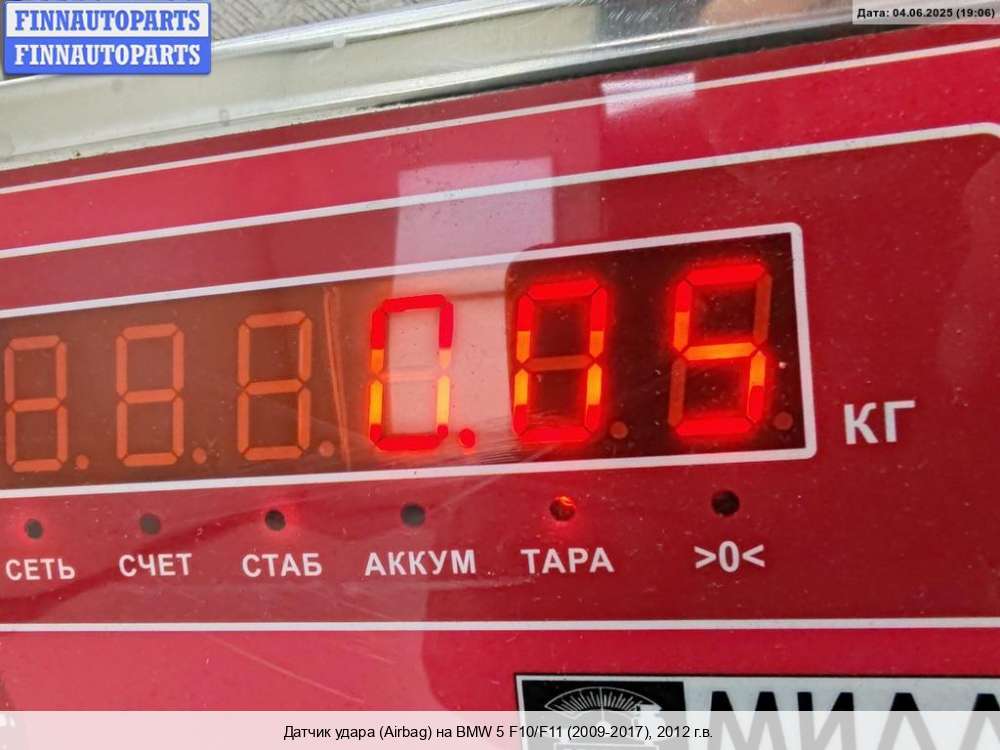 FINNAUTOPARTS
FINNAUTOPARTS
Дата: 04.06.2025 (19:06)
0.05
КГ
СЕТЬ СЧЕТ СТАБ АККУМ ТАРА >0<
Датчик удара (Airbag) на BMW 5 F10/F11 (2009-2017), 2012 г.в.